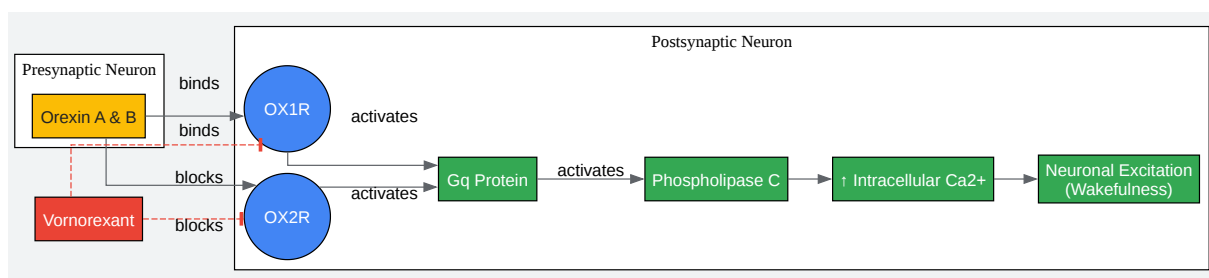 Postsynaptic Neuron
Presynaptic Neuron
binds
Orexin A & B
OX1R
activates
binds
blocks
activates
Gq Protein
activates
Phospholipase C
↑ Intracellular Ca2+
Neuronal Excitation
(Wakefulness)
Vornorexant
blocks
OX2R